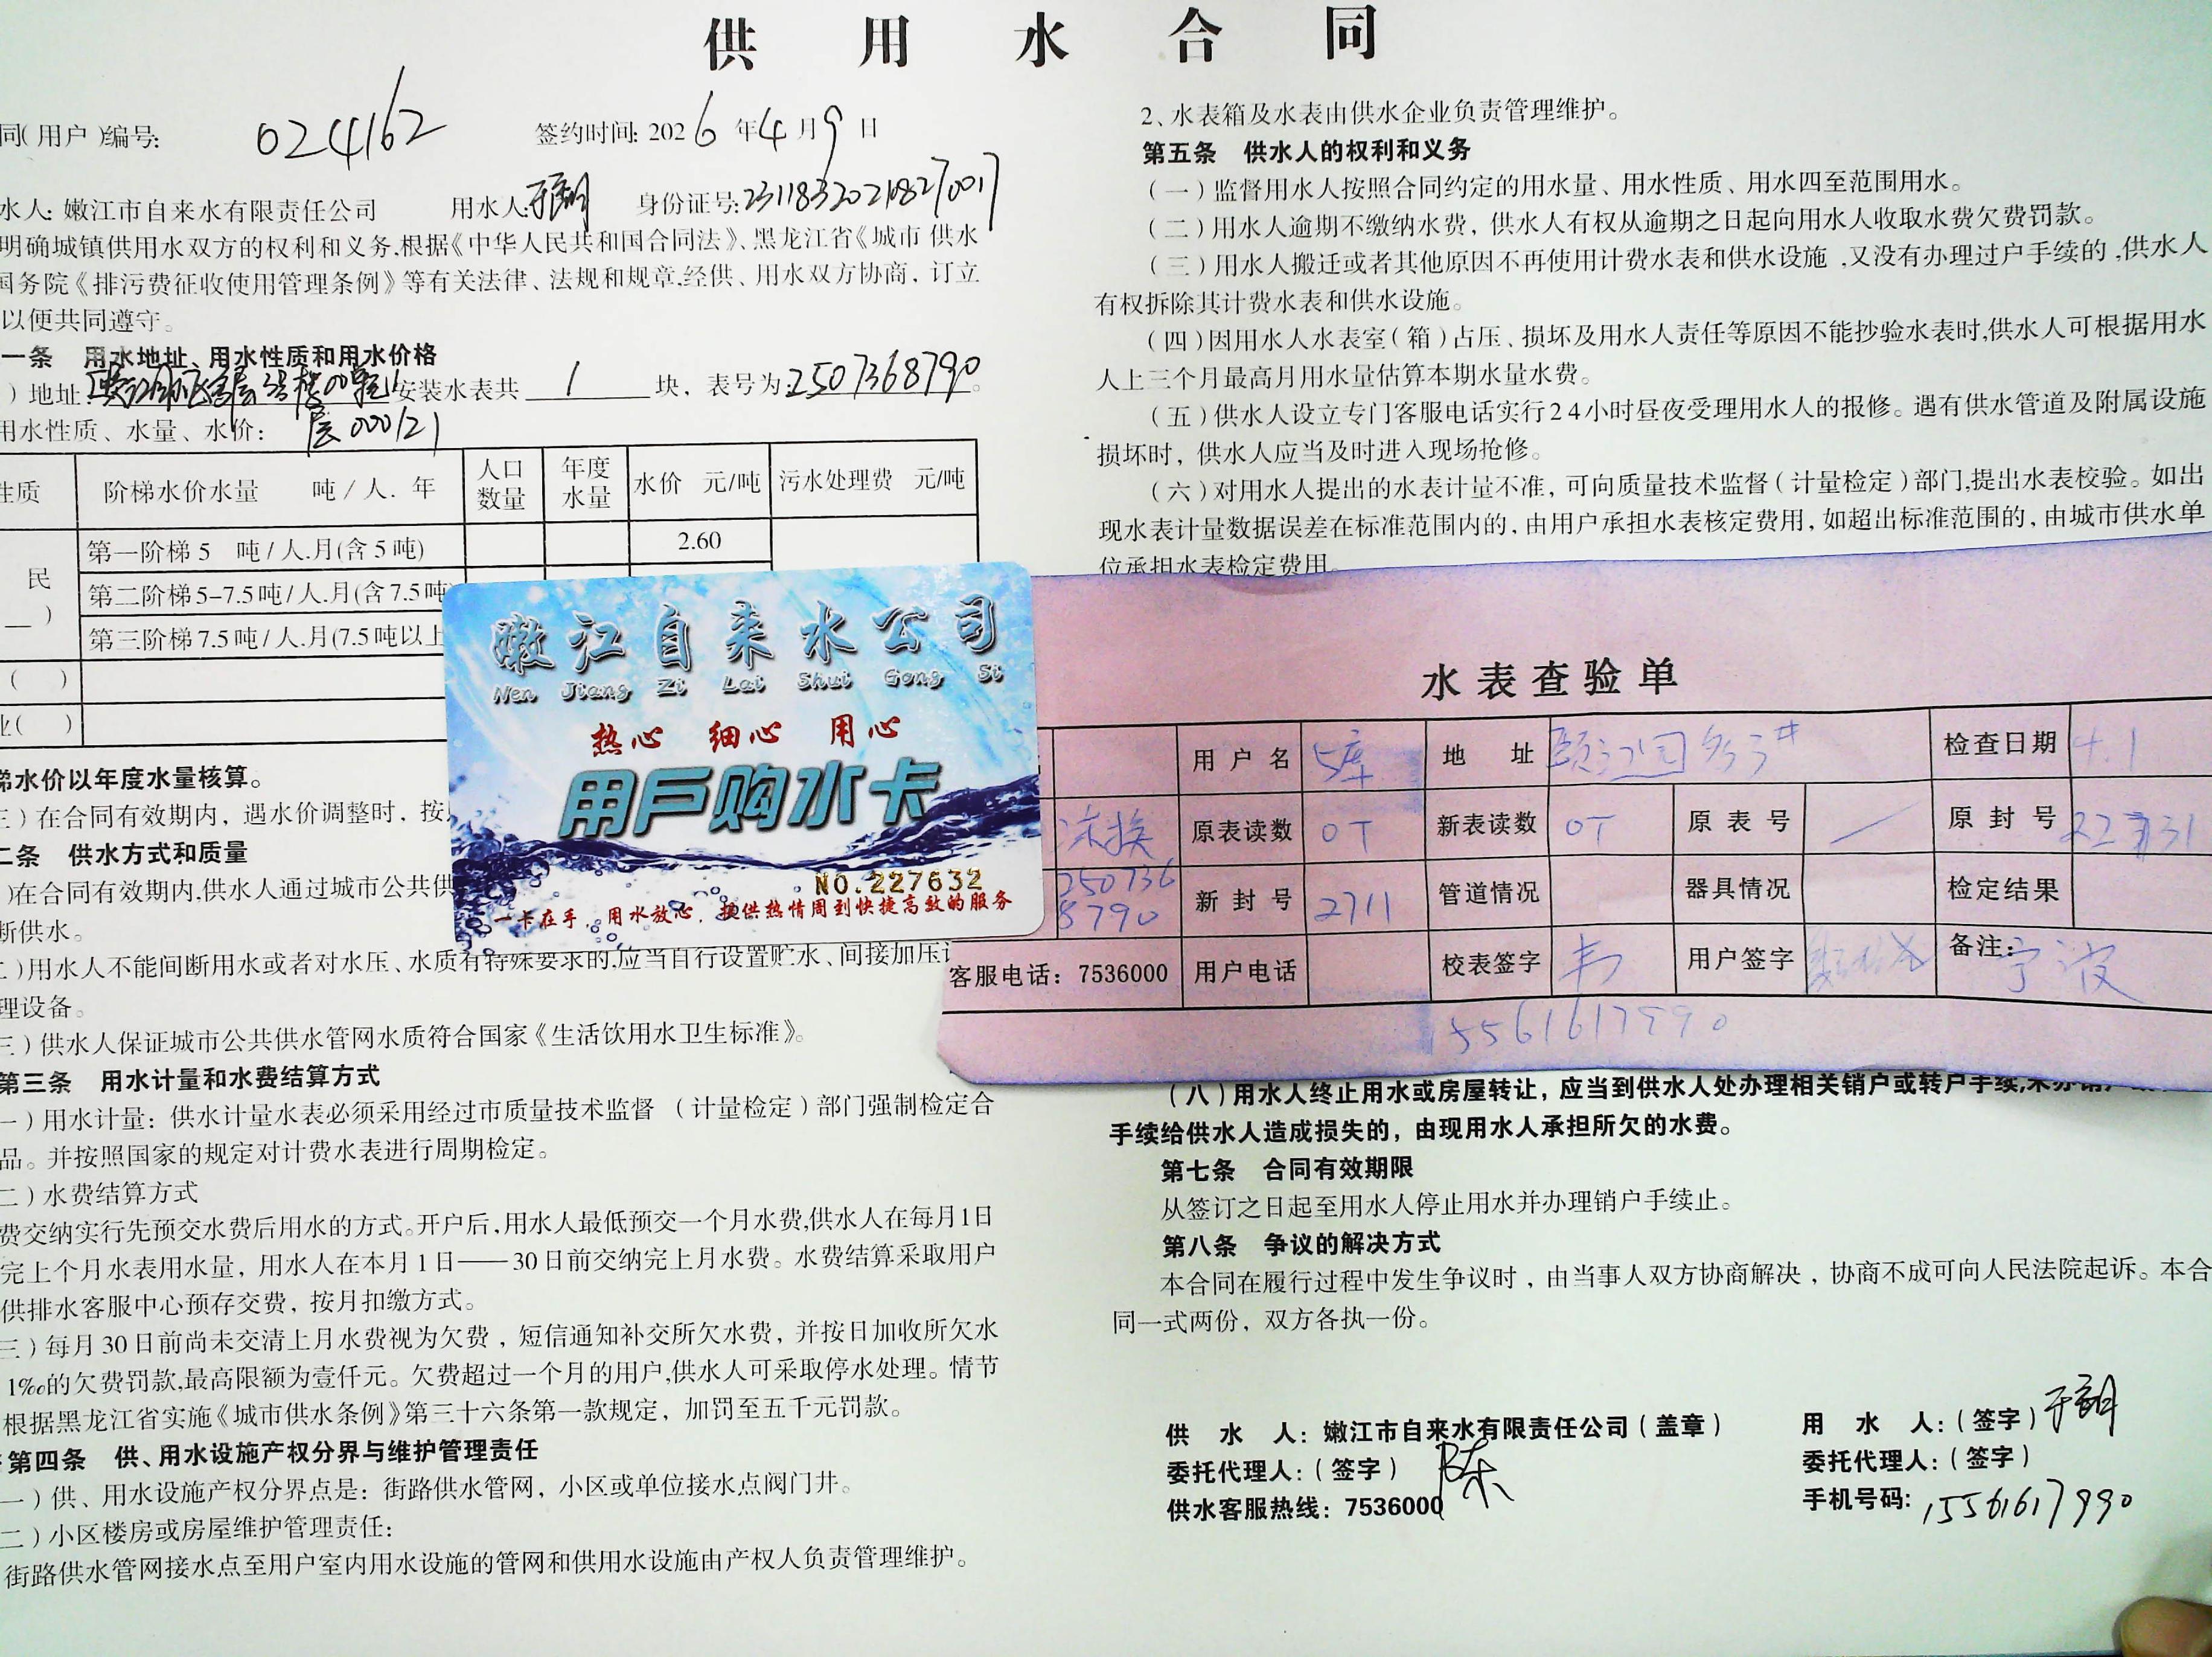 供用水合同
同(用户)编号: 024162 签约时间: 2026年4月9日
水人: 嫩江市自来水有限责任公司 用水人: 于 身份证号: 231183202108270017
明确城镇供用水双方的权利和义务,根据《中华人民共和国合同法》、黑龙江省《城市 供水
国务院《排污费征收使用管理条例》等有关法律、法规和规章,经供、用水双方协商，订立
以便共同遵守。
一条 用水地址、用水性质和用水价格
)地址: 安装水表共 1 块，表号为: 2507368790。
用水性质、水量、水价: 层000121
性质 阶梯水价水量 吨/人.年 人口数量 年度水量 水价 元/吨 污水处理费 元/吨
民
第一阶梯 5 吨/人.月(含5吨) 2.60
第二阶梯 5-7.5吨/人.月(含7.5吨
第三阶梯 7.5吨/人.月(7.5吨以上
( )
业( )
梯水价以年度水量核算。
三)在合同有效期内，遇水价调整时，按
二条 供水方式和质量
)在合同有效期内,供水人通过城市公共供
断供水。
二)用水人不能间断用水或者对水压、水质有特殊要求的,应当自行设置贮水、间接加压
理设备。
三)供水人保证城市公共供水管网水质符合国家《生活饮用水卫生标准》。
第三条 用水计量和水费结算方式
一)用水计量：供水计量水表必须采用经过市质量技术监督 (计量检定)部门强制检定合
品。并按照国家的规定对计费水表进行周期检定。
二)水费结算方式
费交纳实行先预交水费后用水的方式。开户后,用水人最低预交一个月水费,供水人在每月1日
完上个月水表用水量，用水人在本月1日——30日前交纳完上月水费。水费结算采取用户
供排水客服中心预存交费，按月扣缴方式。
三)每月30日前尚未交清上月水费视为欠费，短信通知补交所欠水费，并按日加收所欠水
1‰的欠费罚款,最高限额为壹仟元。欠费超过一个月的用户,供水人可采取停水处理。情节
根据黑龙江省实施《城市供水条例》第三十六条第一款规定，加罚至五千元罚款。
第四条 供、用水设施产权分界与维护管理责任
一)供、用水设施产权分界点是：街路供水管网，小区或单位接水点阀门井。
二)小区楼房或房屋维护管理责任：
街路供水管网接水点至用户室内用水设施的管网和供用水设施由产权人负责管理维护。
嫩江自来水公司
Nen Jiang Zi Lai Shui Gong Si
热心 细心 用心
用户购水卡
NO.227632
一卡在手，用水放心，提供热情周到快捷高效的服务
2、水表箱及水表由供水企业负责管理维护。
第五条 供水人的权利和义务
(一)监督用水人按照合同约定的用水量、用水性质、用水四至范围用水。
(二)用水人逾期不缴纳水费，供水人有权从逾期之日起向用水人收取水费欠费罚款。
(三)用水人搬迁或者其他原因不再使用计费水表和供水设施,又没有办理过户手续的,供水人
有权拆除其计费水表和供水设施。
(四)因用水人水表室(箱)占压、损坏及用水人责任等原因不能抄验水表时,供水人可根据用水
人上三个月最高月用水量估算本期水量水费。
(五)供水人设立专门客服电话实行24小时昼夜受理用水人的报修。遇有供水管道及附属设施
损坏时，供水人应当及时进入现场抢修。
(六)对用水人提出的水表计量不准，可向质量技术监督(计量检定)部门,提出水表校验。如出
现水表计量数据误差在标准范围内的，由用户承担水表核定费用，如超出标准范围的，由城市供水单
位承担水表检定费用。
水表查验单
用户名 地址 检查日期 4.1
原表读数 0T 新表读数 0T 原表号 原封号
2507368790 新封号 2711 管道情况 器具情况 检定结果
客服电话：7536000 用户电话 校表签字 韦 用户签字 备注： 宁波
15561617990
(八)用水人终止用水或房屋转让，应当到供水人处办理相关销户或转户手续,未办销户
手续给供水人造成损失的，由现用水人承担所欠的水费。
第七条 合同有效期限
从签订之日起至用水人停止用水并办理销户手续止。
第八条 争议的解决方式
本合同在履行过程中发生争议时，由当事人双方协商解决，协商不成可向人民法院起诉。本合
同一式两份，双方各执一份。
供水人：嫩江市自来水有限责任公司(盖章) 用水人：(签字) 于
委托代理人：(签字) 陈 委托代理人：(签字)
供水客服热线：7536000 手机号码: 15561617990